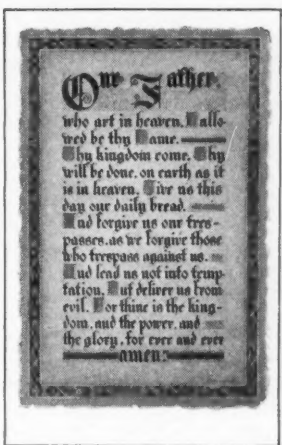 Our Father,
who art in heaven, Hallo-
wed be thy Name.
Thy kingdom come. Thy
will be done, on earth as it
is in heaven. Give us this
day our daily bread.
And forgive us our tres-
passes, as we forgive those
who trespass against us.
And lead us not into temp-
tation, But deliver us from
evil. For thine is the king-
dom, and the power, and
the glory, for ever and ever
amen: